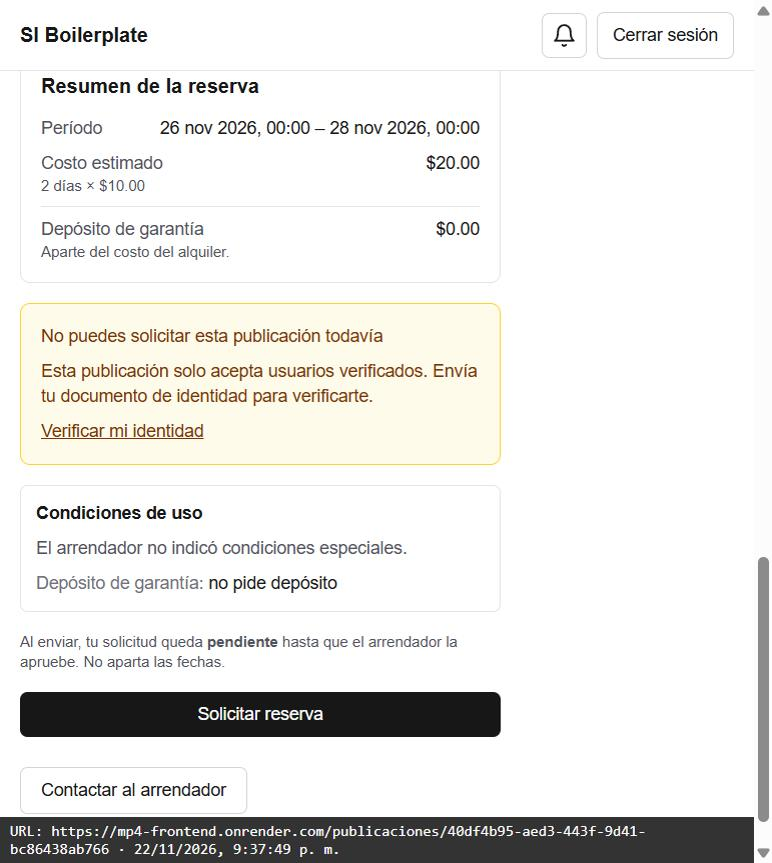 SI Boilerplate
Cerrar sesión
Resumen de la reserva
Período 26 nov 2026, 00:00 – 28 nov 2026, 00:00
Costo estimado $20.00
2 días × $10.00
Depósito de garantía $0.00
Aparte del costo del alquiler.
No puedes solicitar esta publicación todavía
Esta publicación solo acepta usuarios verificados. Envía
tu documento de identidad para verificarte.
Verificar mi identidad
Condiciones de uso
El arrendador no indicó condiciones especiales.
Depósito de garantía: no pide depósito
Al enviar, tu solicitud queda pendiente hasta que el arrendador la
apruebe. No aparta las fechas.
Solicitar reserva
Contactar al arrendador
URL: https://mp4-frontend.onrender.com/publicaciones/40df4b95-aed3-443f-9d41-
bc86438ab766 · 22/11/2026, 9:37:49 p. m.